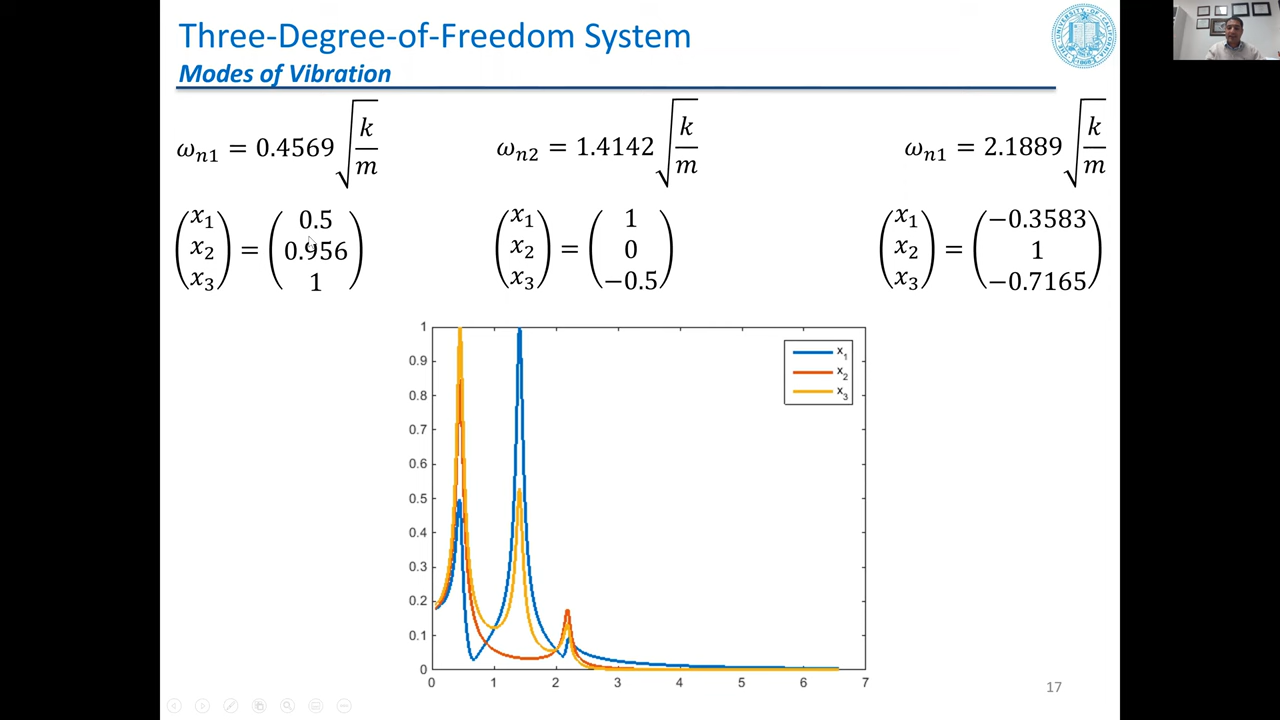 Three-Degree-of-Freedom System
Modes of Vibration
ωn1 = 0.4569 √(k/m)
ωn2 = 1.4142 √(k/m)
ωn1 = 2.1889 √(k/m)
(x1 x2 x3) = (0.5 0.956 1)
(x1 x2 x3) = (1 0 −0.5)
(x1 x2 x3) = (−0.3583 1 −0.7165)
1
0.9
0.8
0.7
0.6
0.5
0.4
0.3
0.2
0.1
0
x1
x2
x3
0 1 2 3 4 5 6 7
17